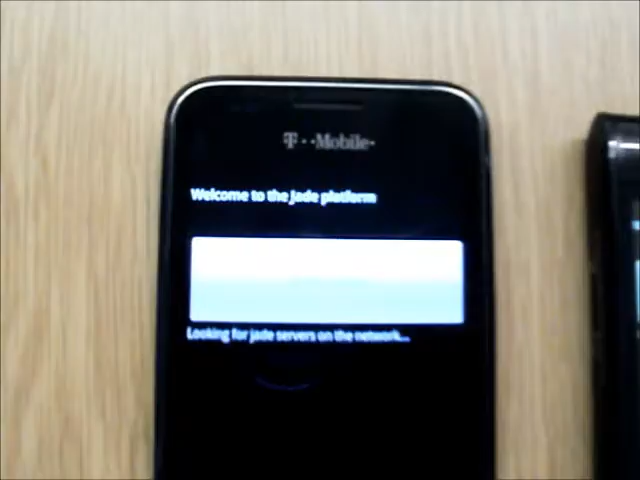 T··Mobile·
Welcome to the Jade platform
Looking for jade servers on the network...